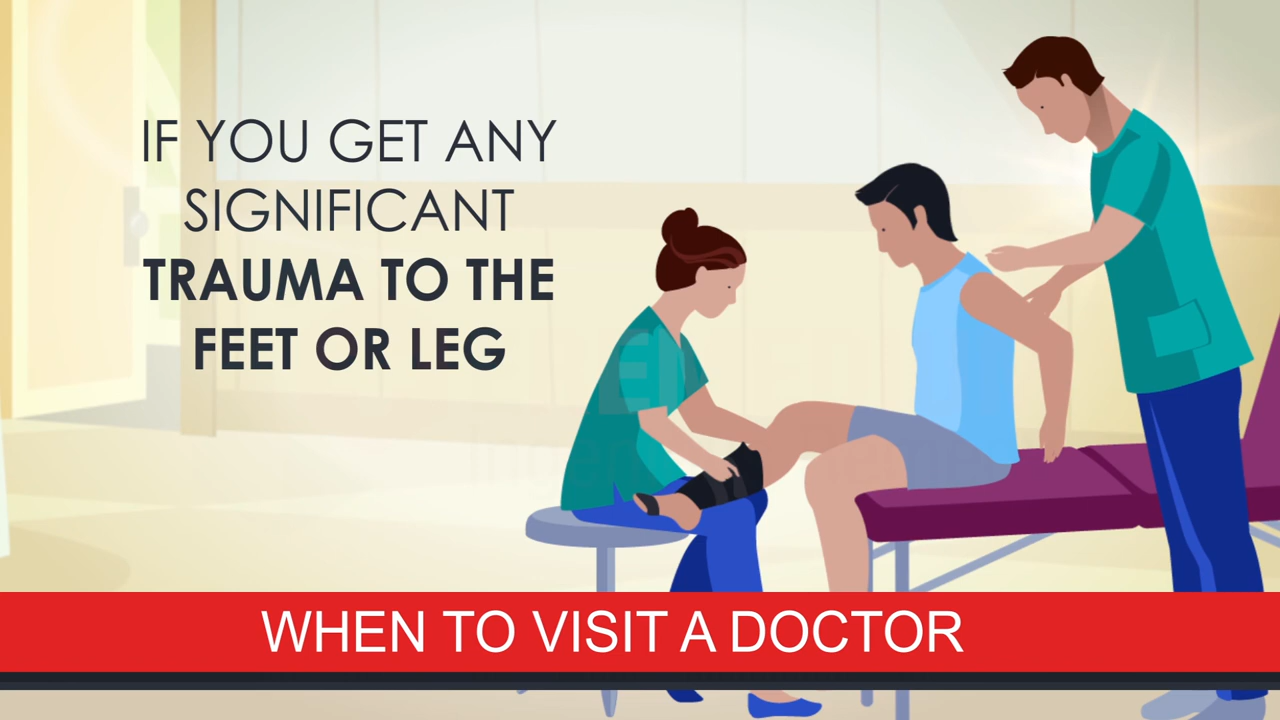 IF YOU GET ANY
SIGNIFICANT
TRAUMA TO THE
FEET OR LEG
WHEN TO VISIT A DOCTOR